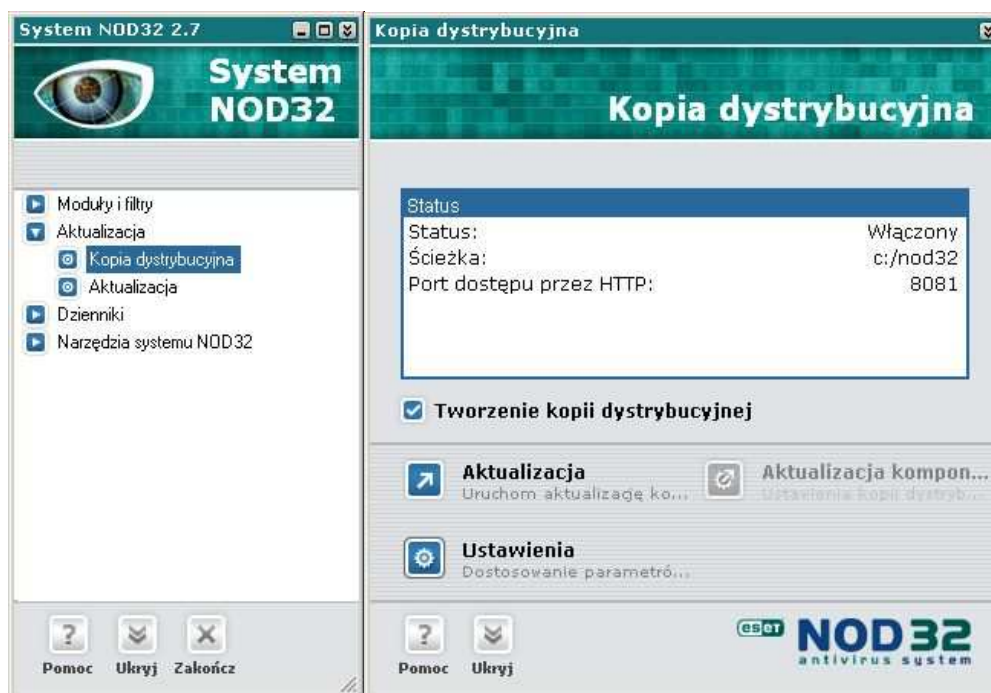 System NOD32 2.7
System
NOD32
Moduły i filtry
Aktualizacja
Kopia dystrybucyjna
Aktualizacja
Dzienniki
Narzędzia systemu NOD32
?
Pomoc
Ukryj
Zakończ
Kopia dystrybucyjna
Kopia dystrybucyjna
Status
Status: Włączony
Ścieżka: c:/nod32
Port dostępu przez HTTP: 8081
Tworzenie kopii dystrybucyjnej
Aktualizacja
Uruchom aktualizację ko...
Aktualizacja kompon...
Ustawienia kopii dystryb...
Ustawienia
Dostosowanie parametró...
?
Pomoc
Ukryj
eseT NOD32
antivirus system